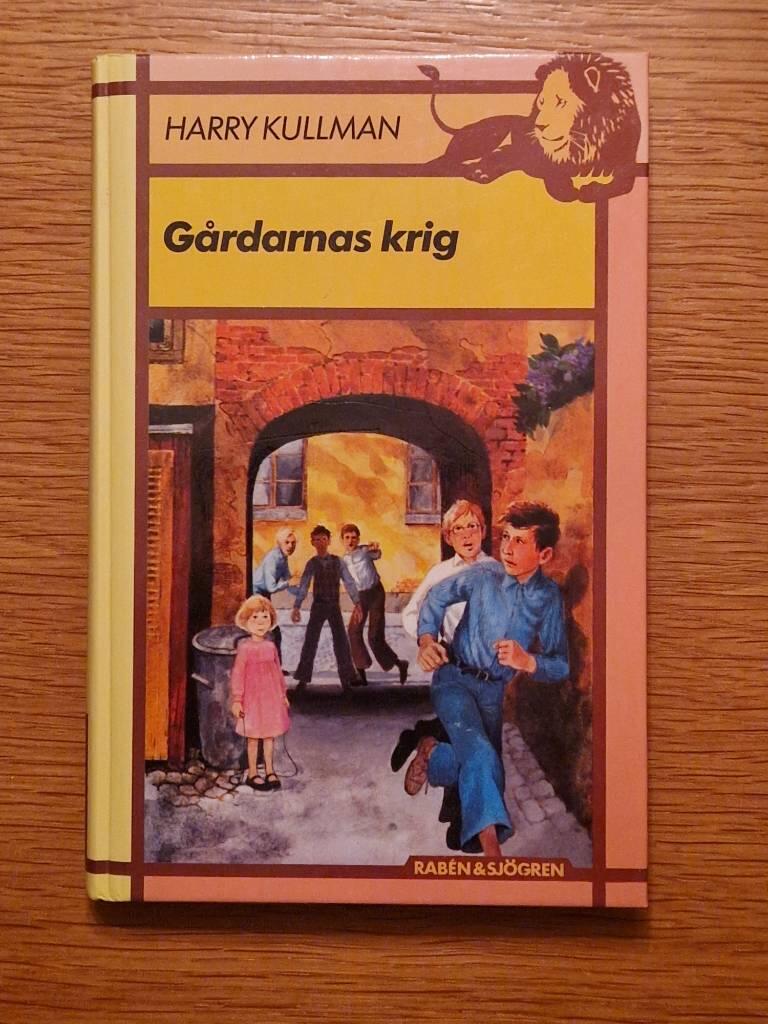 HARRY KULLMAN
Gårdarnas krig
RABÉN & SJÖGREN